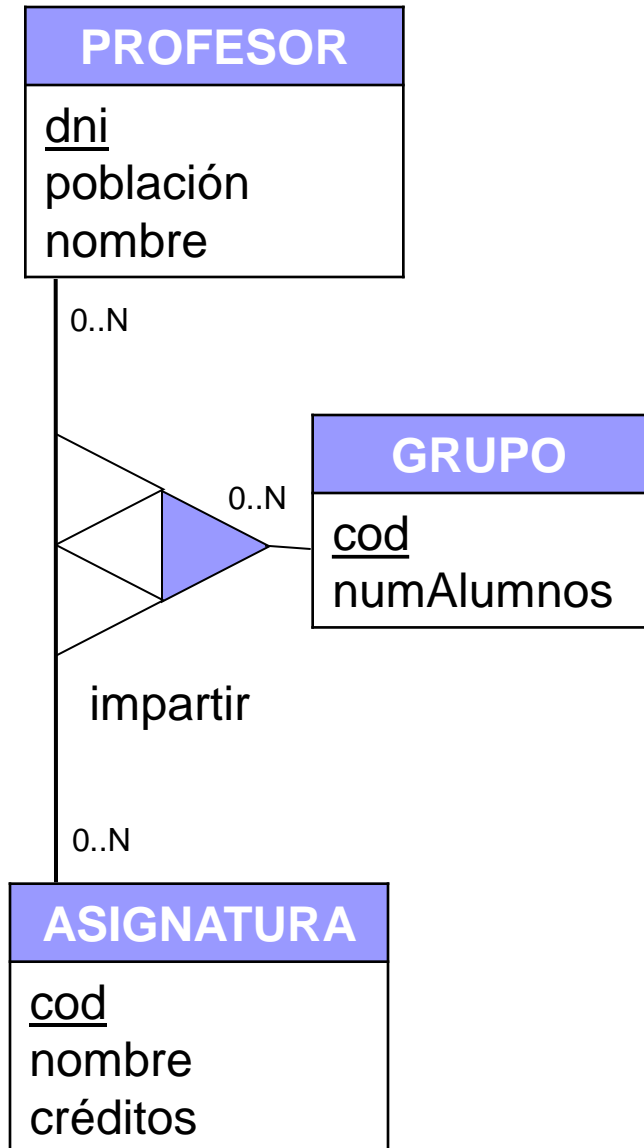 PROFESOR
dni
población
nombre
0..N
0..N
GRUPO
cod
numAlumnos
impartir
0..N
ASIGNATURA
cod
nombre
créditos